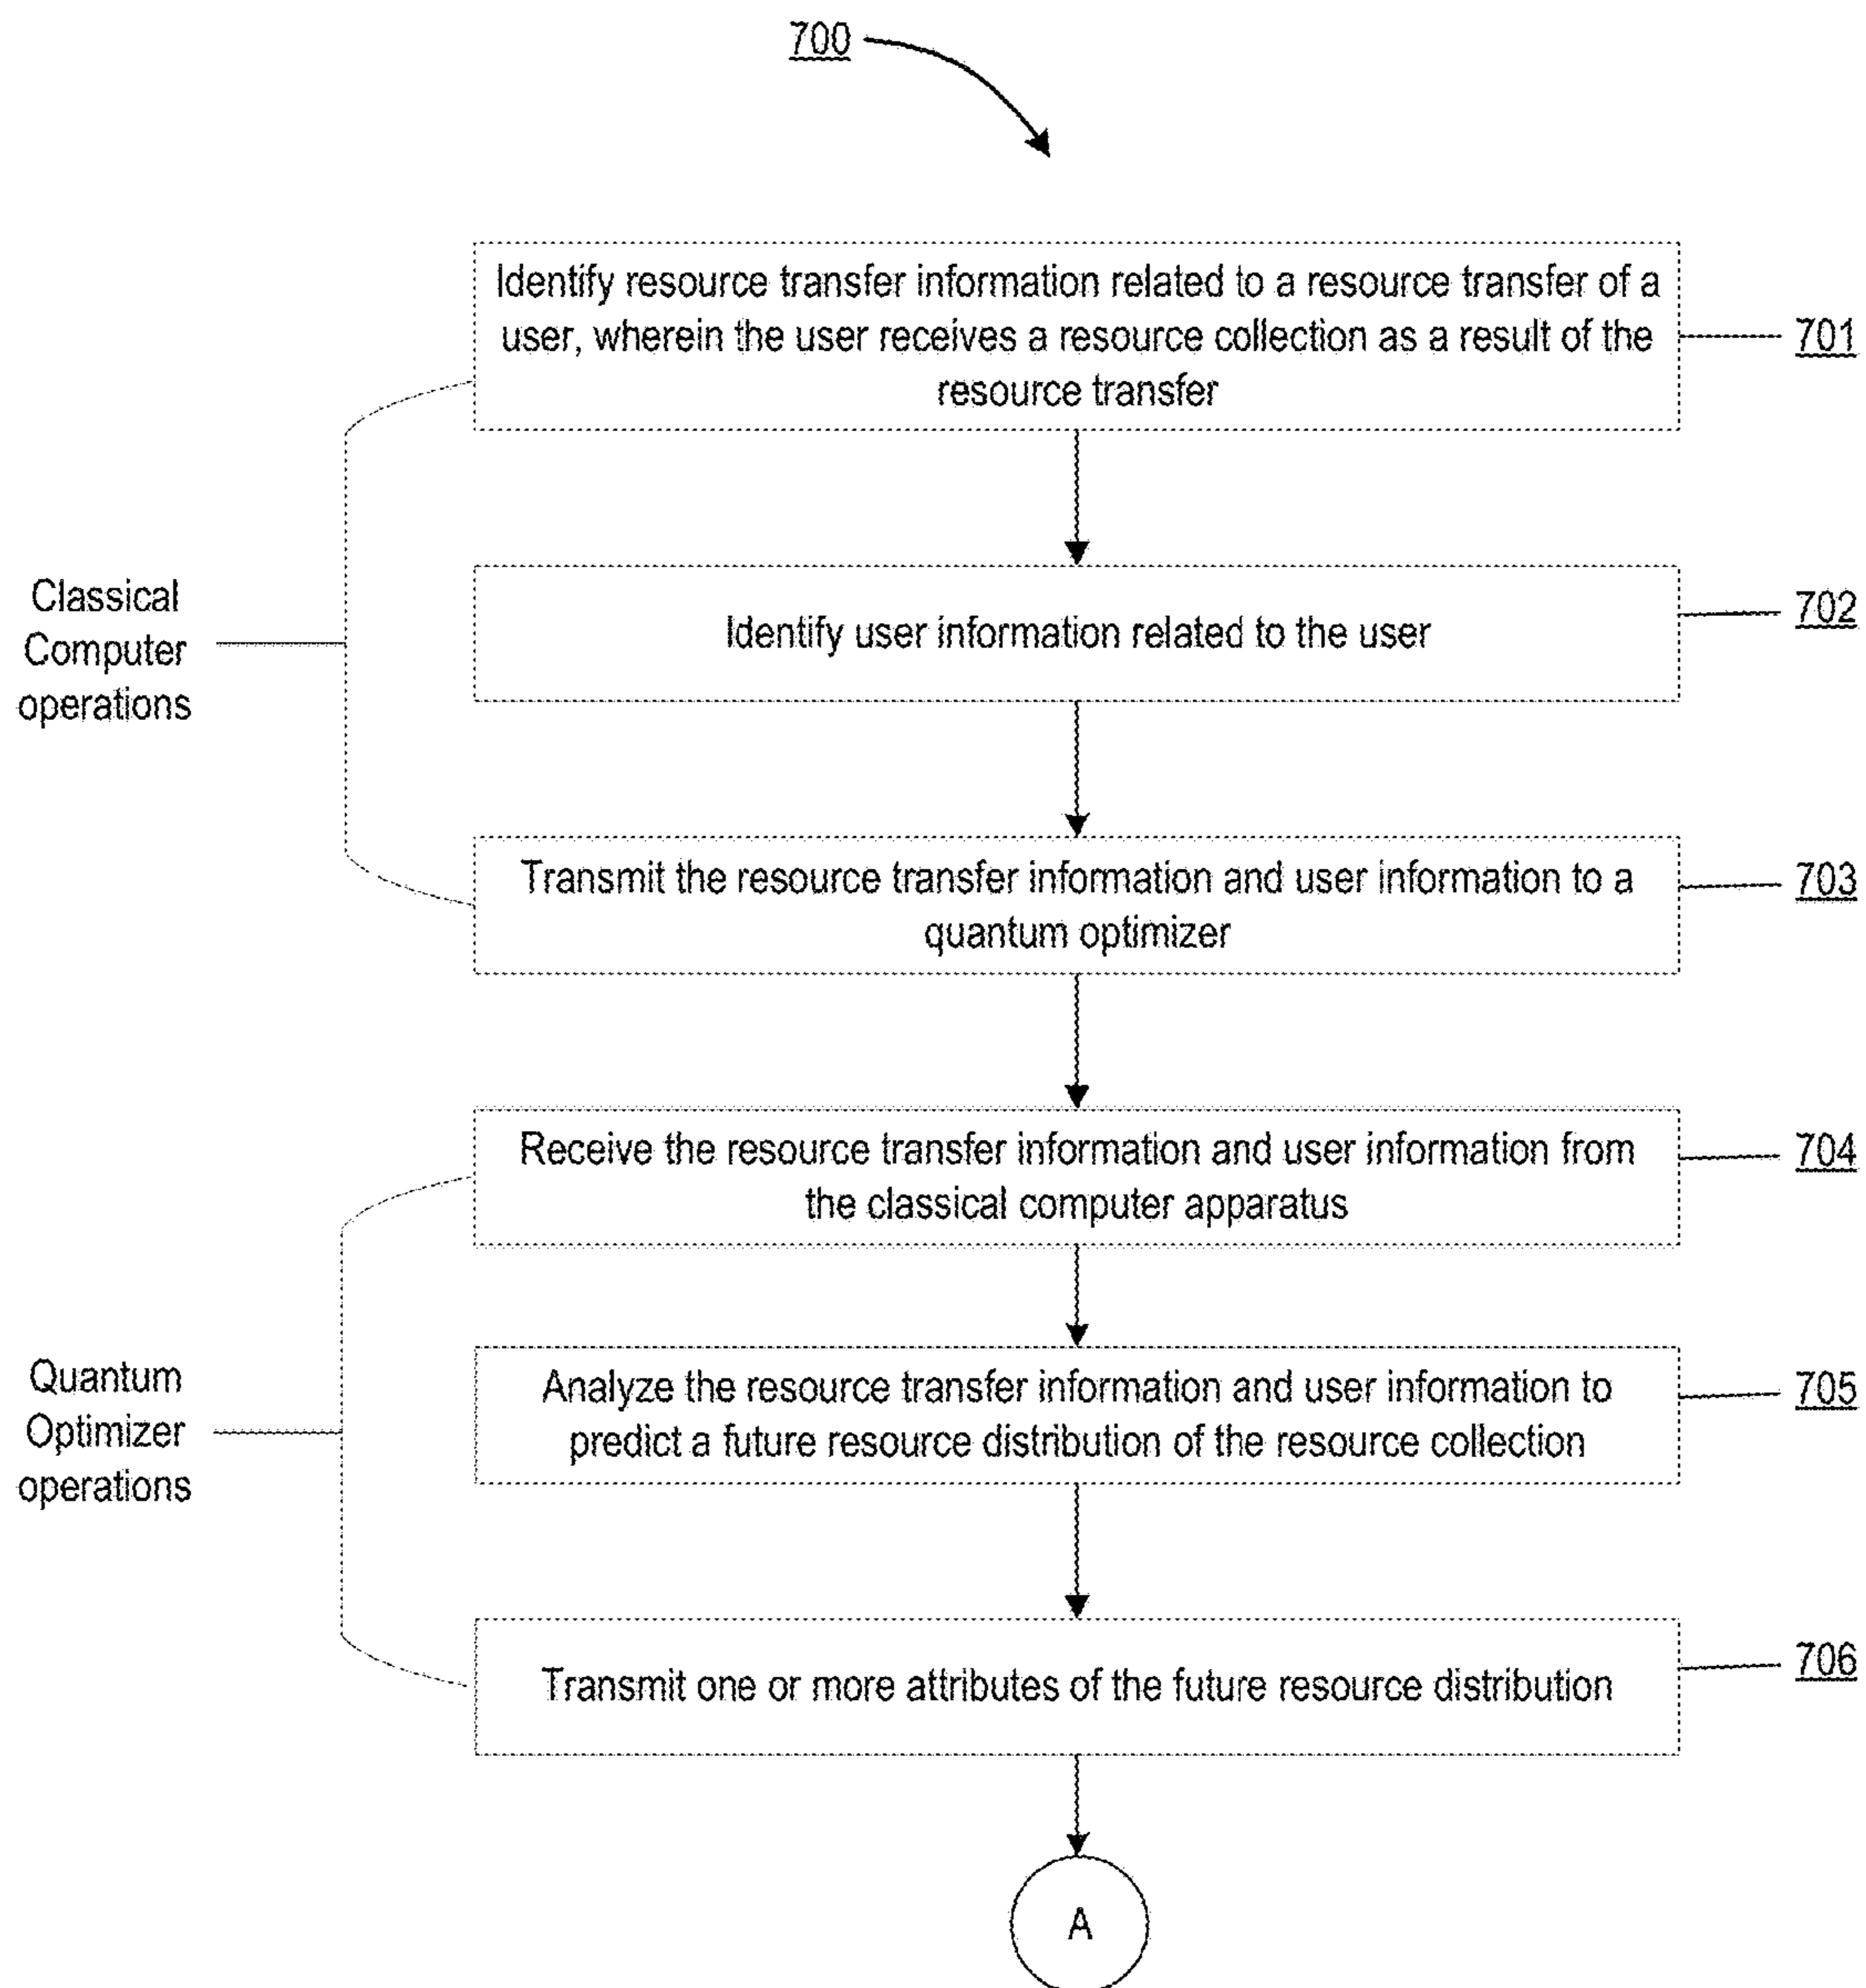 700
Identify resource transfer information related to a resource transfer of a
user, wherein the user receives a resource collection as a result of the
resource transfer
701
Classical
Computer
operations
Identify user information related to the user
702
Transmit the resource transfer information and user information to a
quantum optimizer
703
Receive the resource transfer information and user information from
the classical computer apparatus
704
Quantum
Optimizer
operations
Analyze the resource transfer information and user information to
predict a future resource distribution of the resource collection
705
Transmit one or more attributes of the future resource distribution
706
A